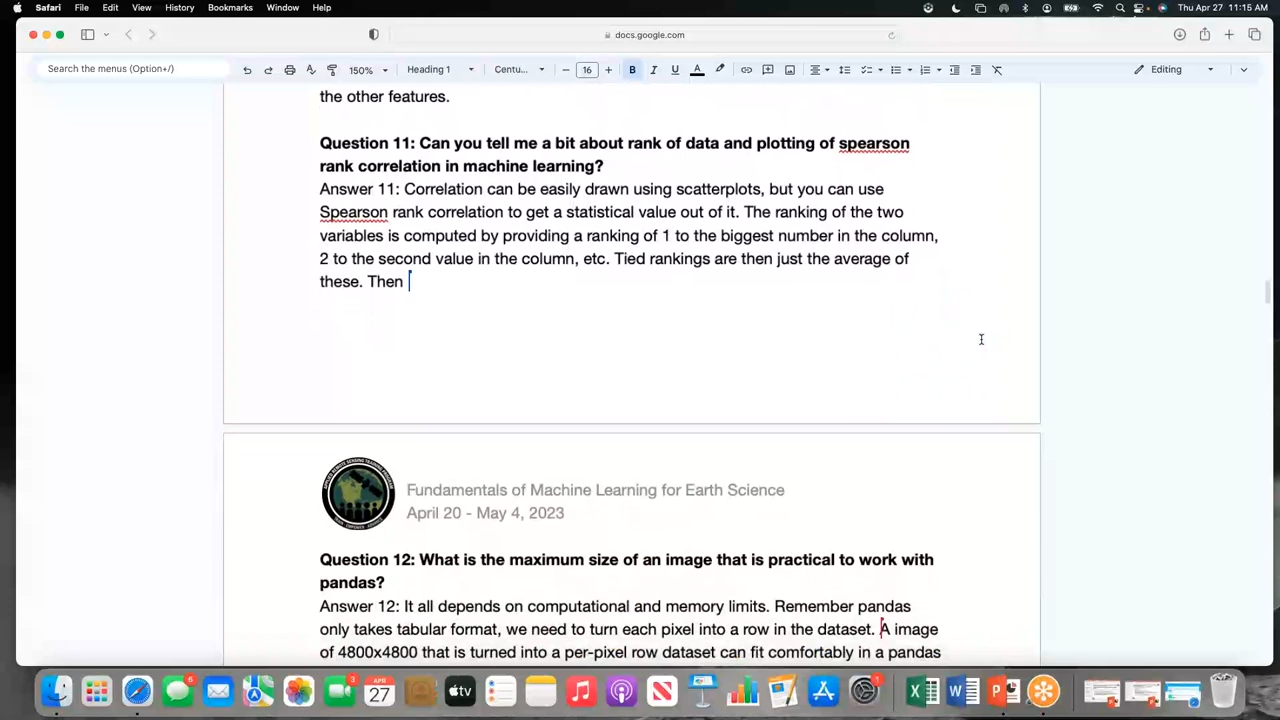 Safari File Edit View History Bookmarks Window Help Thu Apr 27 11:15 AM
docs.google.com
Search the menus (Option+/) 150% Heading 1 Centu... 16 B I U A Editing
the other features.
Question 11: Can you tell me a bit about rank of data and plotting of spearson
rank correlation in machine learning?
Answer 11: Correlation can be easily drawn using scatterplots, but you can use
Spearson rank correlation to get a statistical value out of it. The ranking of the two
variables is computed by providing a ranking of 1 to the biggest number in the column,
2 to the second value in the column, etc. Tied rankings are then just the average of
these. Then
Fundamentals of Machine Learning for Earth Science
April 20 - May 4, 2023
Question 12: What is the maximum size of an image that is practical to work with
pandas?
Answer 12: It all depends on computational and memory limits. Remember pandas
only takes tabular format, we need to turn each pixel into a row in the dataset. A image
of 4800x4800 that is turned into a per-pixel row dataset can fit comfortably in a pandas
6 3 APR 27 tv 1